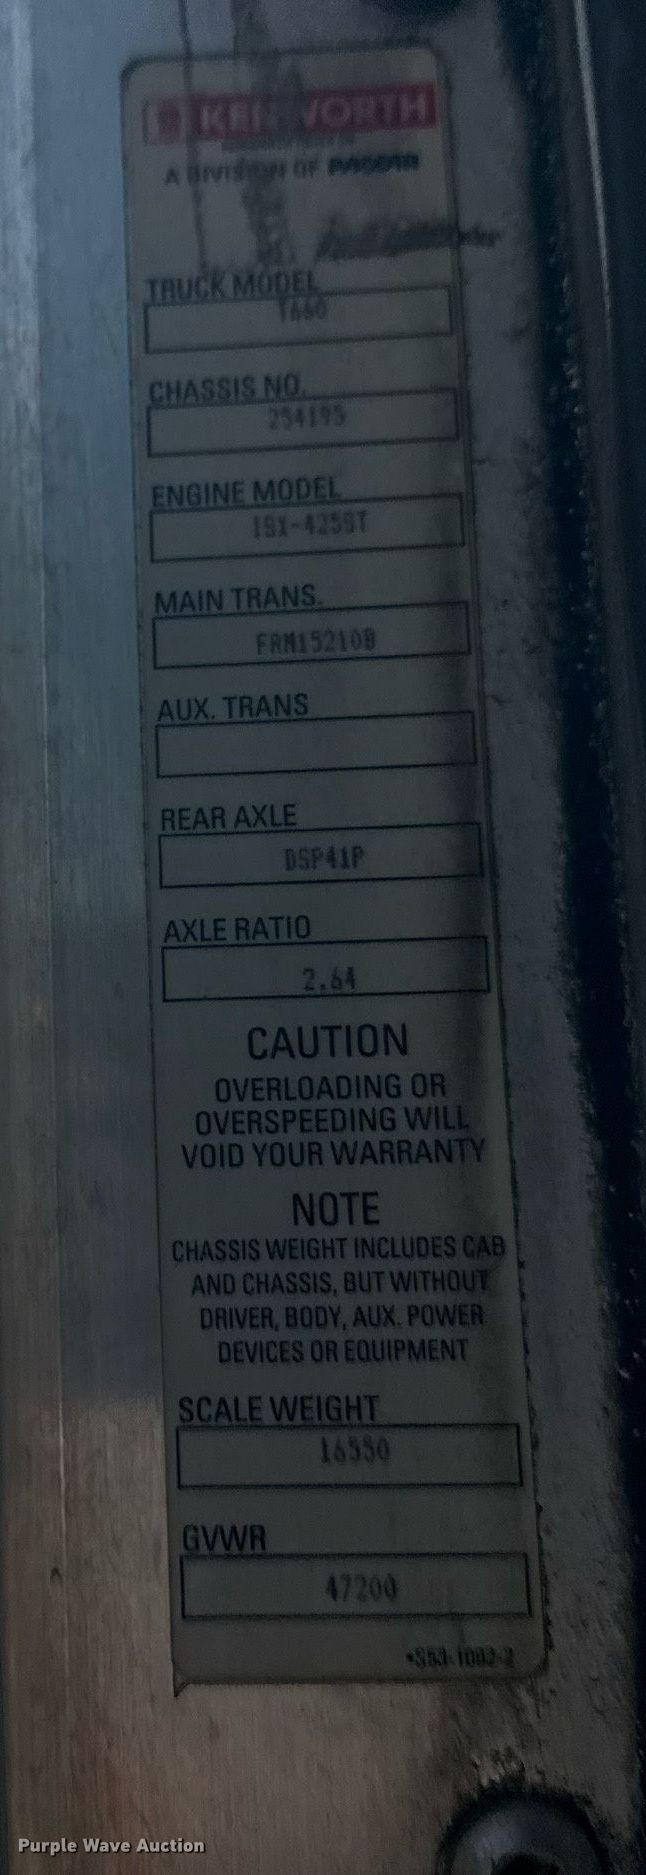 KENWORTH
A DIVISION OF PACCAR
TRUCK MODEL
T660
CHASSIS NO.
254195
ENGINE MODEL
ISX-425ST
MAIN TRANS.
FRM15210B
AUX. TRANS
REAR AXLE
DSP41P
AXLE RATIO
2.64
CAUTION
OVERLOADING OR
OVERSPEEDING WILL
VOID YOUR WARRANTY
NOTE
CHASSIS WEIGHT INCLUDES CAB
AND CHASSIS, BUT WITHOUT
DRIVER, BODY, AUX. POWER
DEVICES OR EQUIPMENT
SCALE WEIGHT
16550
GVWR
47200
Purple Wave Auction